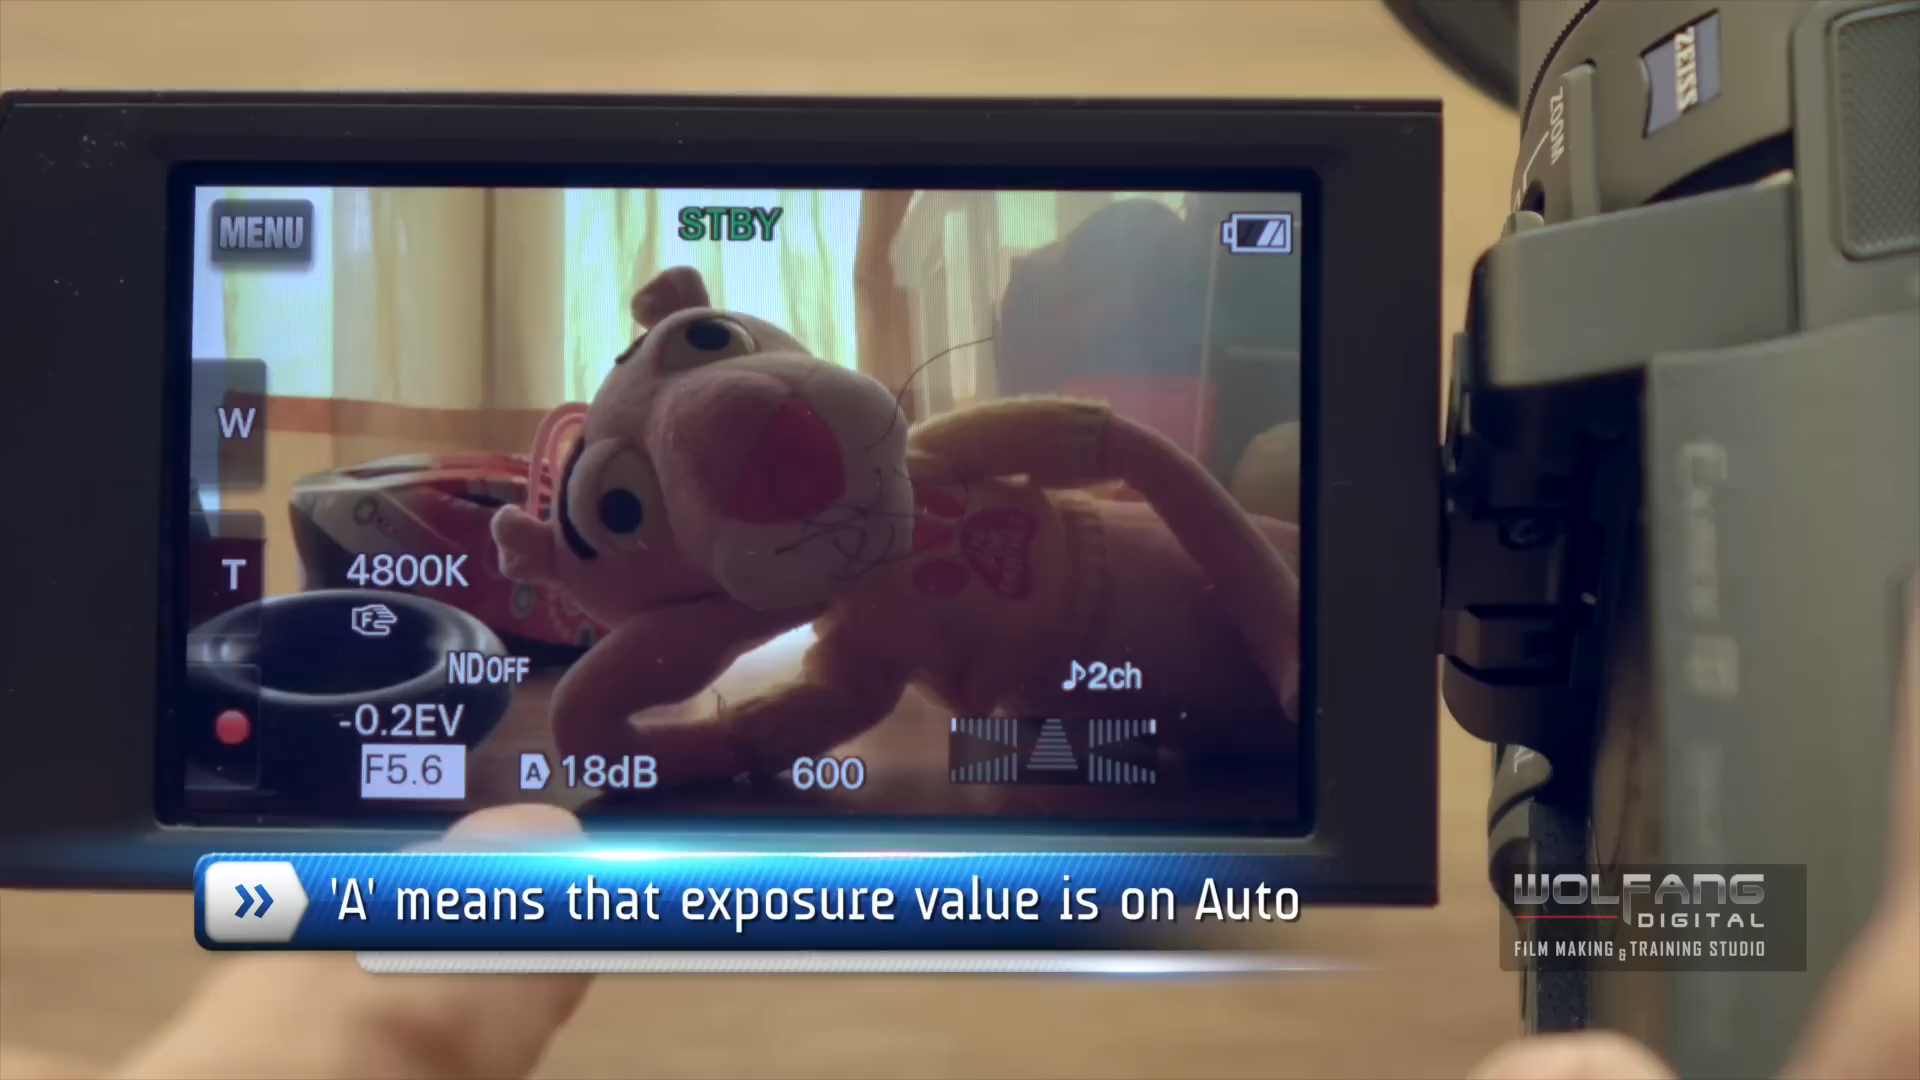 ZEISS
ZOOM
MENU
STBY
W
T
4800K
F
NDOFF
♪2ch
-0.2EV
F5.6
A 18dB
600
'A' means that exposure value is on Auto
WOLFANG
DIGITAL
FILM MAKING & TRAINING STUDIO